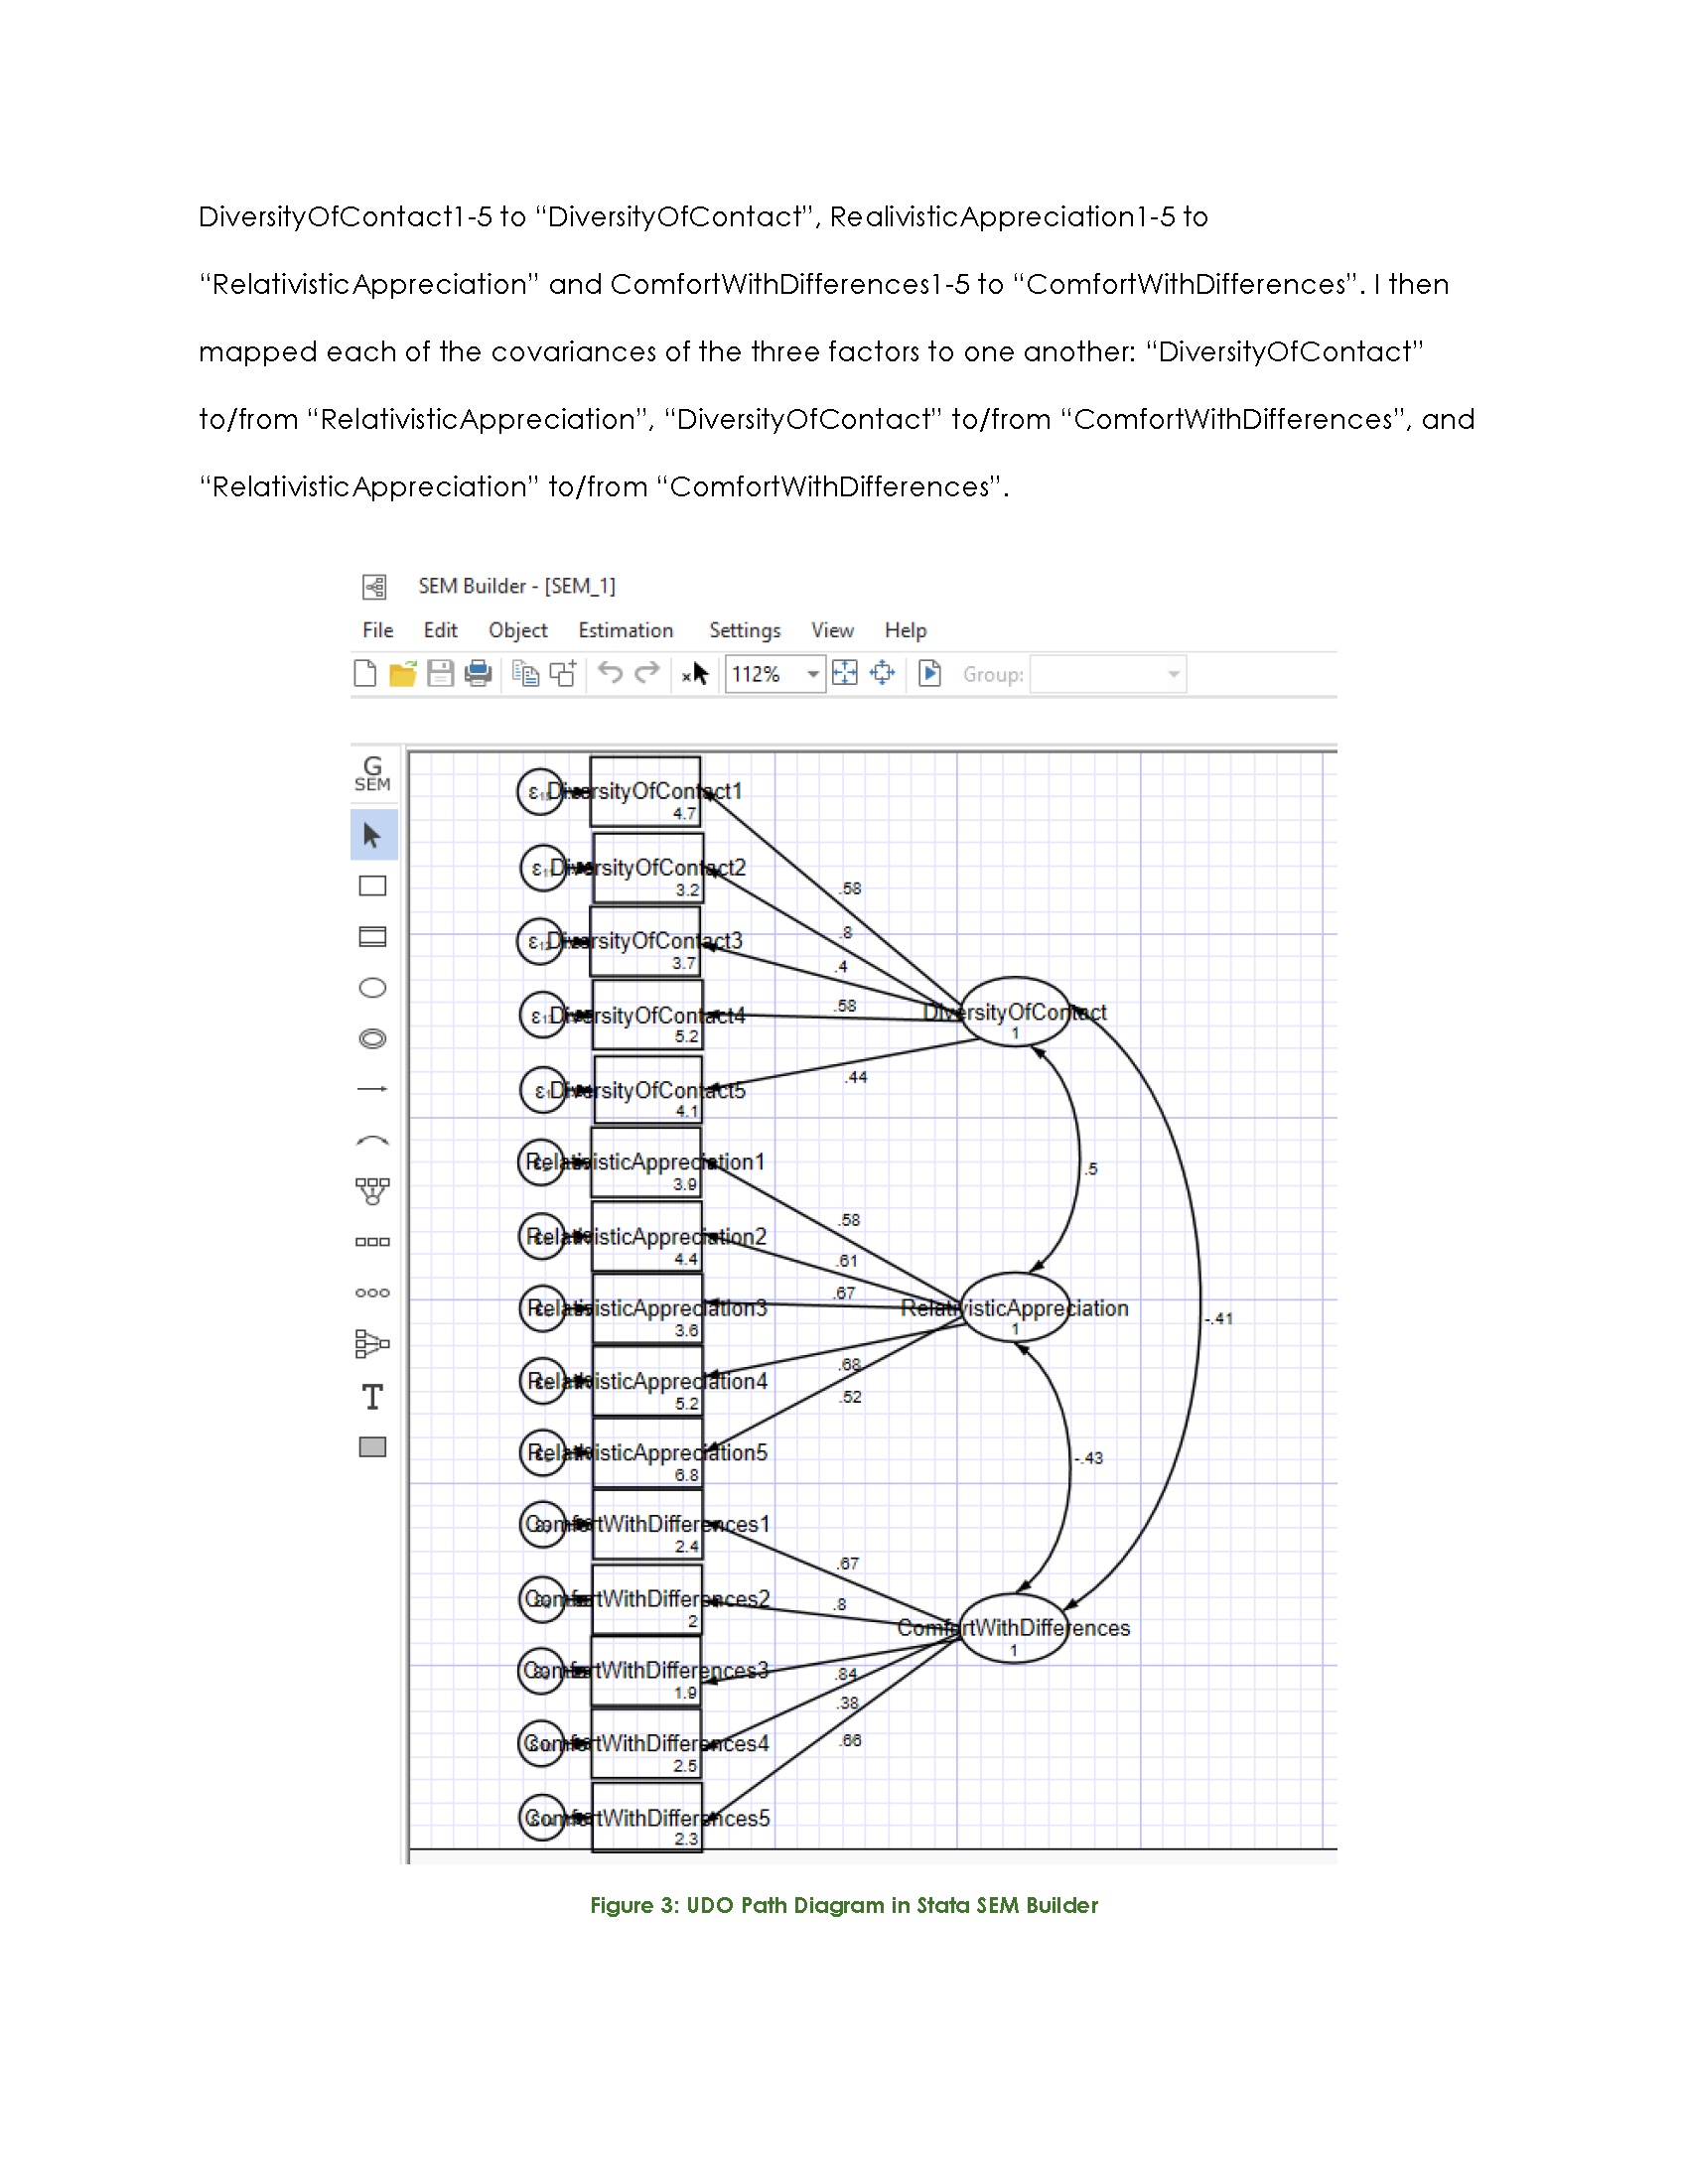 DiversityOfContact1-5 to “DiversityOfContact”, RealivisticAppreciation1-5 to
“RelativisticAppreciation” and ComfortWithDifferences1-5 to “ComfortWithDifferences”. I then
mapped each of the covariances of the three factors to one another: “DiversityOfContact”
to/from “RelativisticAppreciation”, “DiversityOfContact” to/from “ComfortWithDifferences”, and
“RelativisticAppreciation” to/from “ComfortWithDifferences”.
SEM Builder - [SEM_1]
File Edit Object Estimation Settings View Help
112% Group:
G
SEM
T
DiversityOfContact1
4.7
DiversityOfContact2
3.2
DiversityOfContact3
3.7
DiversityOfContact4
5.2
DiversityOfContact5
4.1
RelativisticAppreciation1
3.9
RelativisticAppreciation2
4.4
RelativisticAppreciation3
3.6
RelativisticAppreciation4
5.2
RelativisticAppreciation5
6.8
ComfortWithDifferences1
2.4
ComfortWithDifferences2
2
ComfortWithDifferences3
1.9
ComfortWithDifferences4
2.5
ComfortWithDifferences5
2.3
.58
.8
.4
.58
.44
.58
.61
.67
.68
.52
.67
.8
.84
.38
.66
DiversityOfContact
1
RelativisticAppreciation
1
ComfortWithDifferences
1
.5
-.41
-.43
Figure 3: UDO Path Diagram in Stata SEM Builder